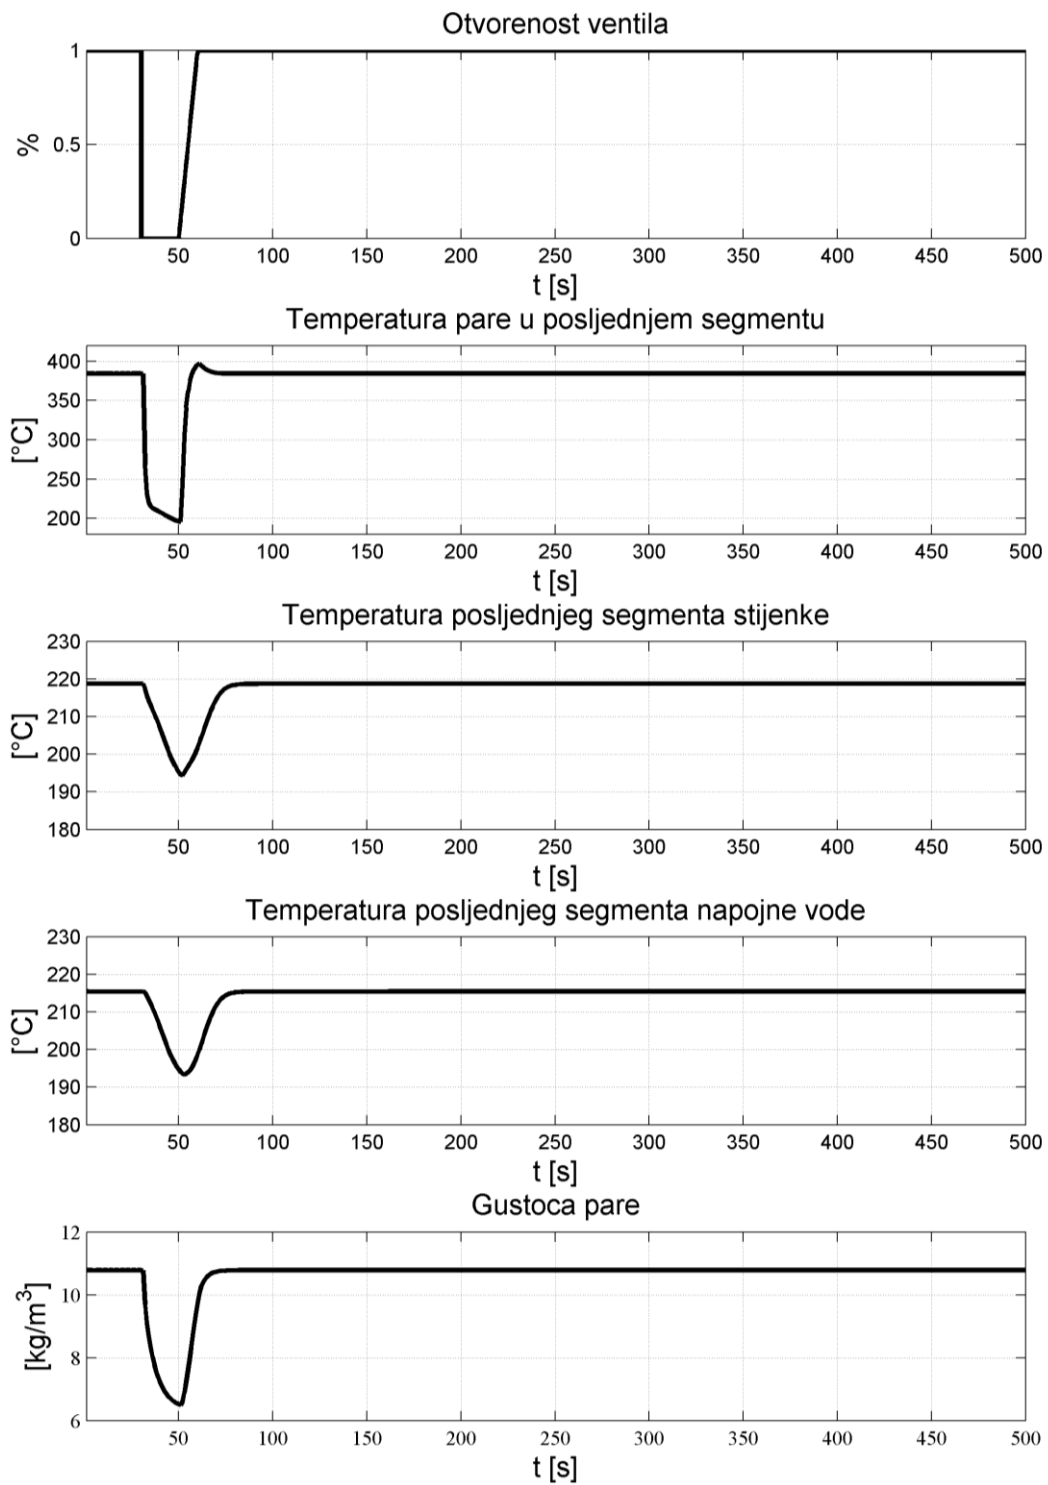 Otvorenost ventila
1
0.5
0
%
50 100 150 200 250 300 350 400 450 500
t [s]
Temperatura pare u posljednjem segmentu
400
350
300
250
200
[°C]
50 100 150 200 250 300 350 400 450 500
t [s]
Temperatura posljednjeg segmenta stijenke
230
220
210
200
190
180
[°C]
50 100 150 200 250 300 350 400 450 500
t [s]
Temperatura posljednjeg segmenta napojne vode
230
220
210
200
190
180
[°C]
50 100 150 200 250 300 350 400 450 500
t [s]
Gustoca pare
12
10
8
6
[kg/m³]
50 100 150 200 250 300 350 400 450 500
t [s]